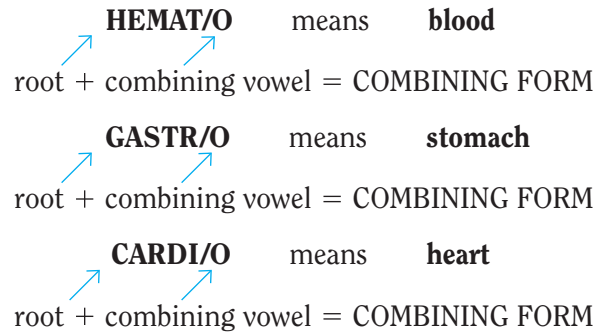 HEMAT/O means blood
root + combining vowel = COMBINING FORM
GASTR/O means stomach
root + combining vowel = COMBINING FORM
CARDI/O means heart
root + combining vowel = COMBINING FORM